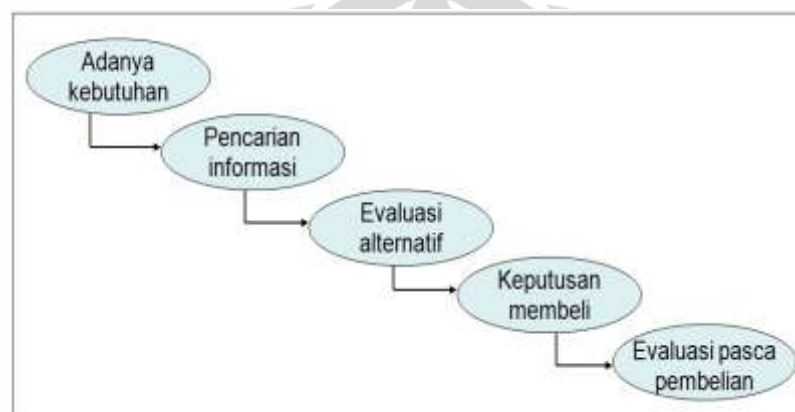 Adanya
kebutuhan
Pencarian
informasi
Evaluasi
alternatif
Keputusan
membeli
Evaluasi pasca
pembelian